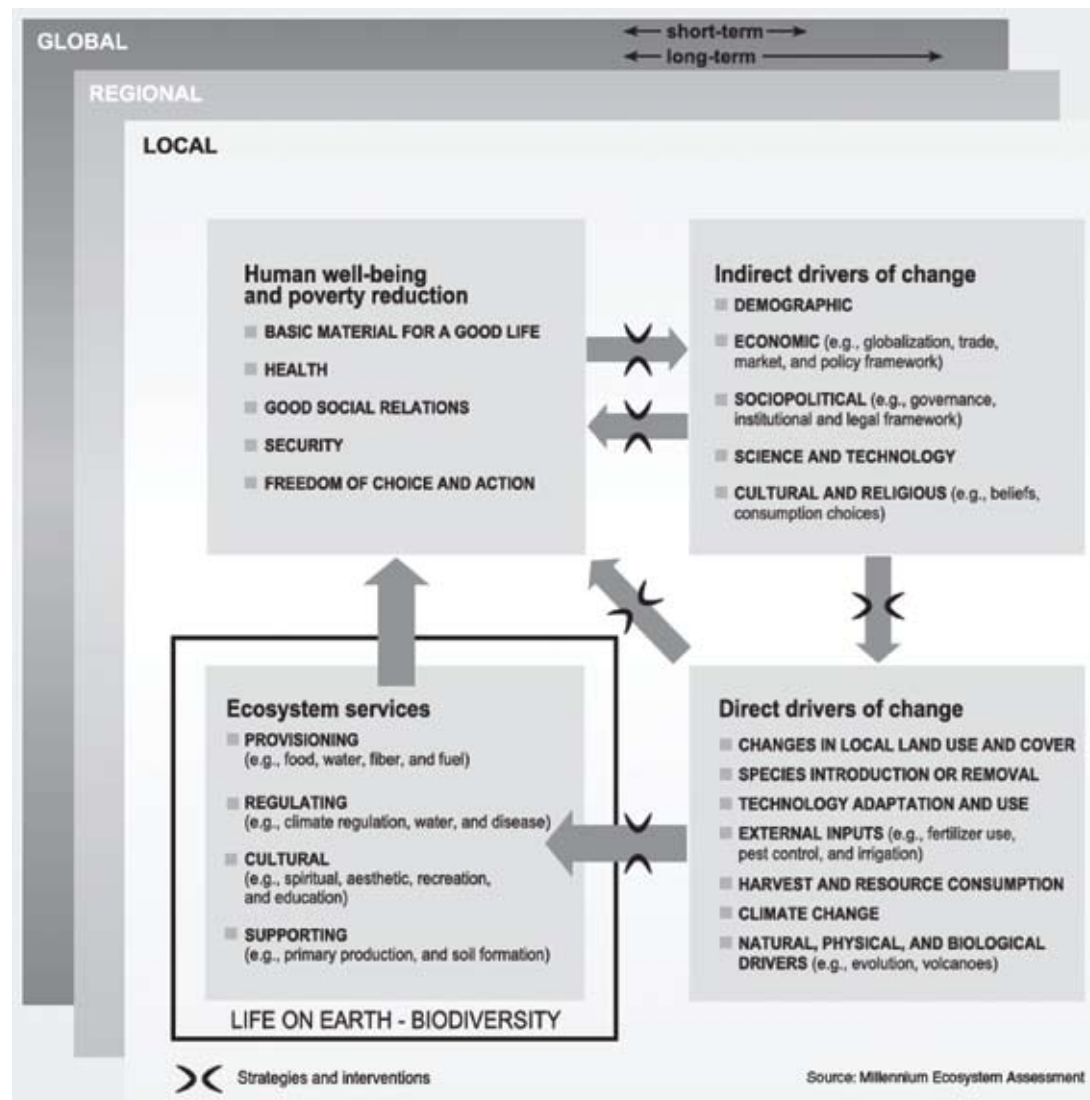 GLOBAL
short-term
long-term
REGIONAL
LOCAL
Human well-being
and poverty reduction
BASIC MATERIAL FOR A GOOD LIFE
HEALTH
GOOD SOCIAL RELATIONS
SECURITY
FREEDOM OF CHOICE AND ACTION
Indirect drivers of change
DEMOGRAPHIC
ECONOMIC (e.g., globalization, trade,
market, and policy framework)
SOCIOPOLITICAL (e.g., governance,
institutional and legal framework)
SCIENCE AND TECHNOLOGY
CULTURAL AND RELIGIOUS (e.g., beliefs,
consumption choices)
Ecosystem services
PROVISIONING
(e.g., food, water, fiber, and fuel)
REGULATING
(e.g., climate regulation, water, and disease)
CULTURAL
(e.g., spiritual, aesthetic, recreation,
and education)
SUPPORTING
(e.g., primary production, and soil formation)
LIFE ON EARTH - BIODIVERSITY
Direct drivers of change
CHANGES IN LOCAL LAND USE AND COVER
SPECIES INTRODUCTION OR REMOVAL
TECHNOLOGY ADAPTATION AND USE
EXTERNAL INPUTS (e.g., fertilizer use,
pest control, and irrigation)
HARVEST AND RESOURCE CONSUMPTION
CLIMATE CHANGE
NATURAL, PHYSICAL, AND BIOLOGICAL
DRIVERS (e.g., evolution, volcanoes)
Strategies and interventions
Source: Millennium Ecosystem Assessment